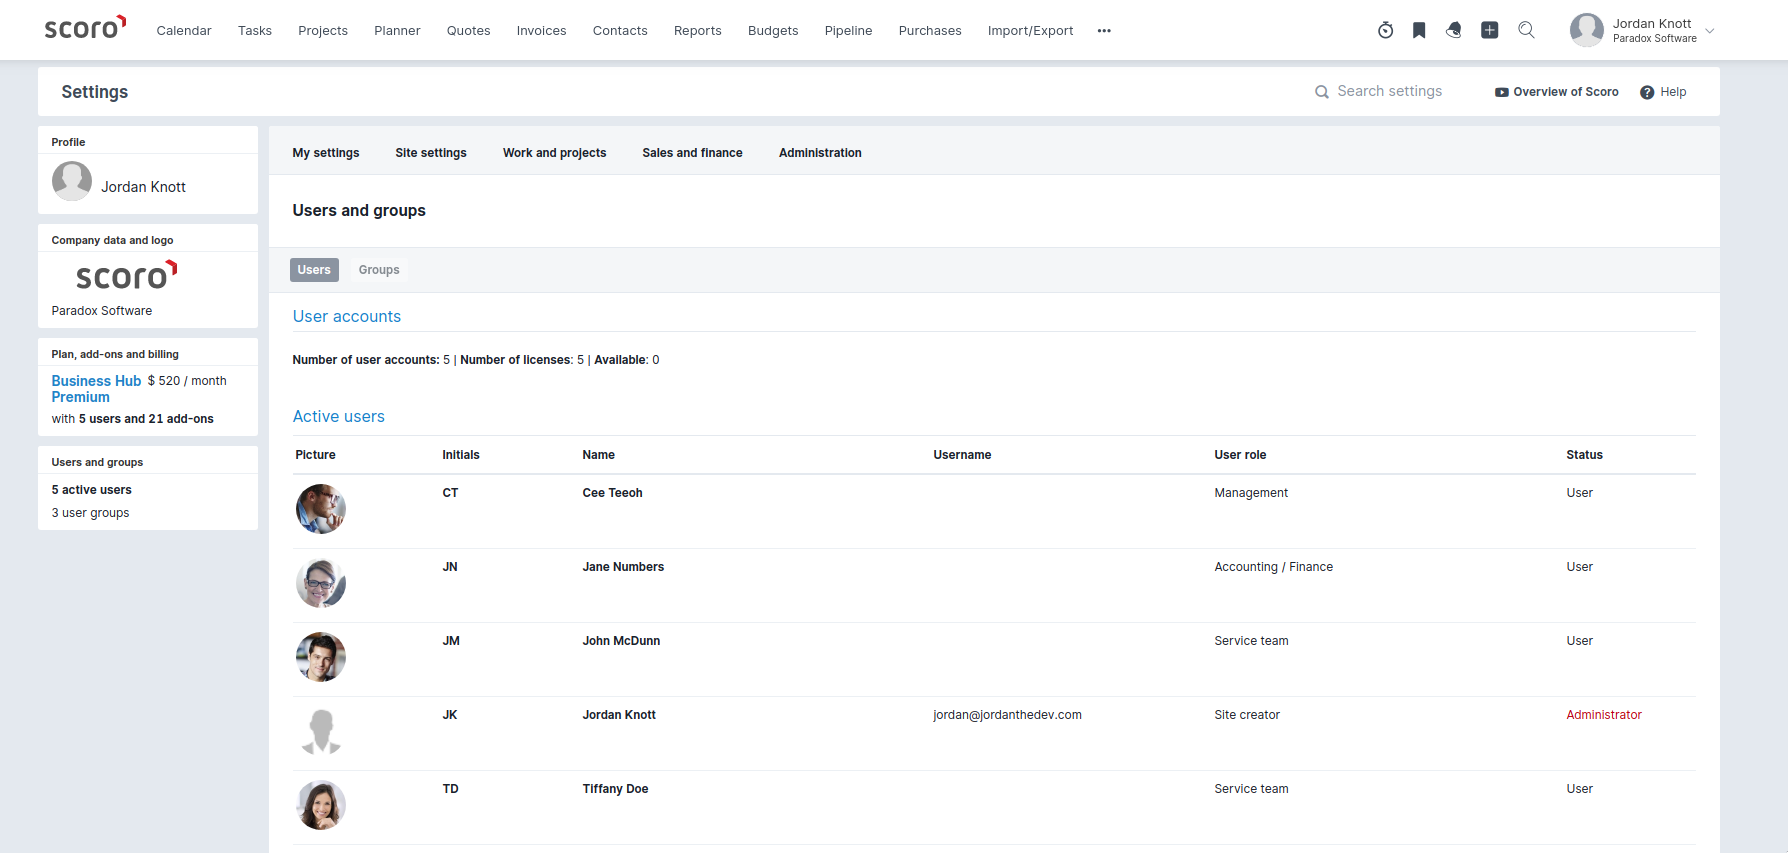 scoro Calendar Tasks Projects Planner Quotes Invoices Contacts Reports Budgets Pipeline Purchases Import/Export
Jordan Knott
Paradox Software
Settings Search settings Overview of Scoro Help
Profile
Jordan Knott
Company data and logo
scoro
Paradox Software
Plan, add-ons and billing
Business Hub $ 520 / month
Premium
with 5 users and 21 add-ons
Users and groups
5 active users
3 user groups
My settings Site settings Work and projects Sales and finance Administration
Users and groups
Users Groups
User accounts
Number of user accounts: 5 | Number of licenses: 5 | Available: 0
Active users
Picture Initials Name Username User role Status
CT Cee Teeoh Management User
JN Jane Numbers Accounting / Finance User
JM John McDunn Service team User
JK Jordan Knott jordan@jordanthedev.com Site creator Administrator
TD Tiffany Doe Service team User